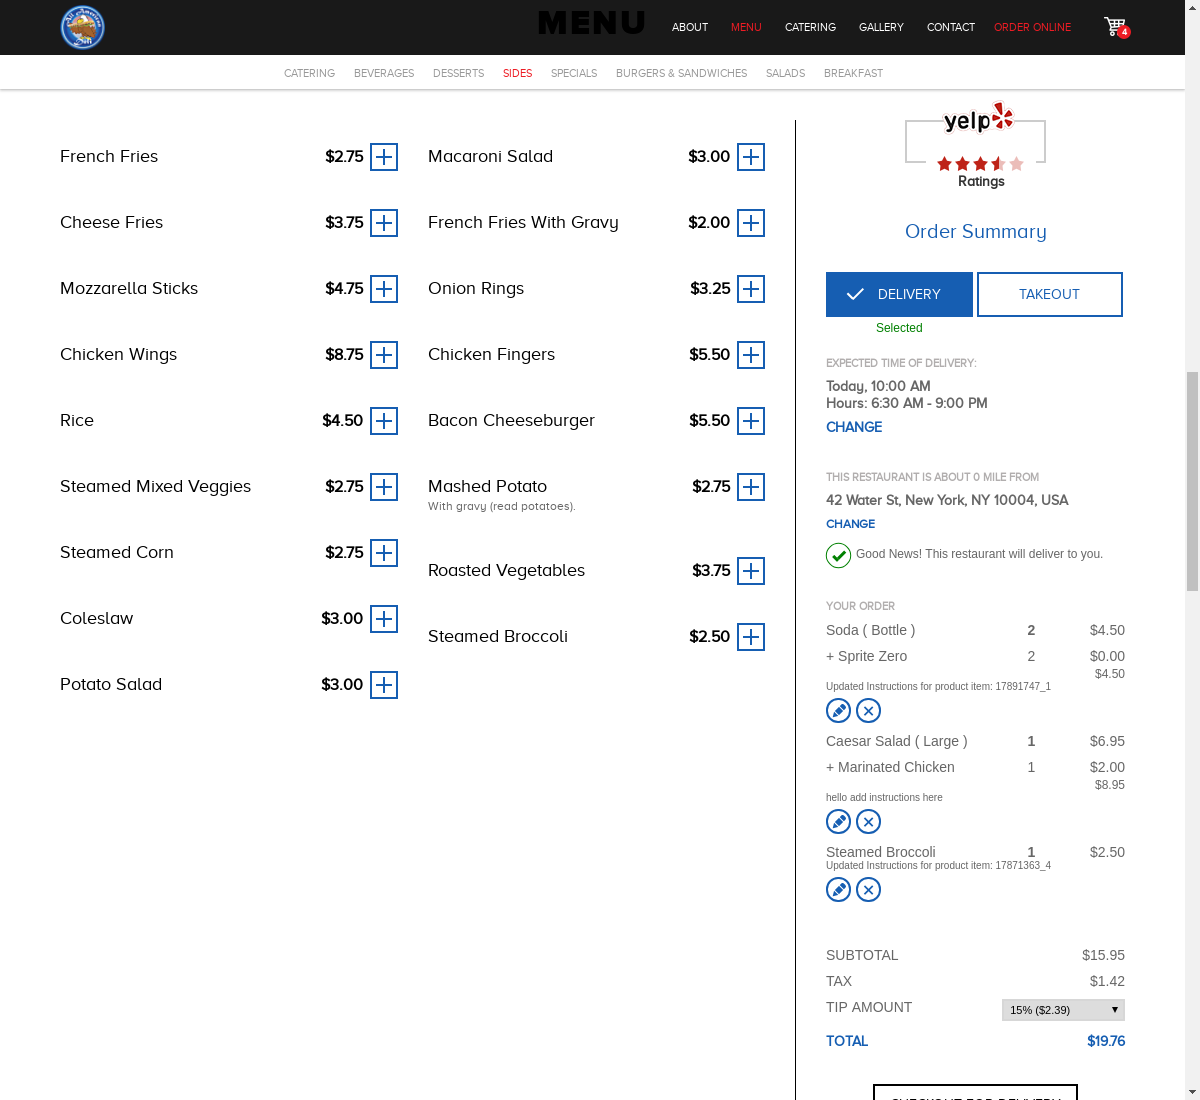 All American
Deli
MENU
ABOUT
MENU
CATERING
GALLERY
CONTACT
ORDER ONLINE
4
CATERING
BEVERAGES
DESSERTS
SIDES
SPECIALS
BURGERS & SANDWICHES
SALADS
BREAKFAST
French Fries $2.75
Cheese Fries $3.75
Mozzarella Sticks $4.75
Chicken Wings $8.75
Rice $4.50
Steamed Mixed Veggies $2.75
Steamed Corn $2.75
Coleslaw $3.00
Potato Salad $3.00
Macaroni Salad $3.00
French Fries With Gravy $2.00
Onion Rings $3.25
Chicken Fingers $5.50
Bacon Cheeseburger $5.50
Mashed Potato $2.75
With gravy (read potatoes).
Roasted Vegetables $3.75
Steamed Broccoli $2.50
yelp
Ratings
Order Summary
DELIVERY
TAKEOUT
Selected
EXPECTED TIME OF DELIVERY:
Today, 10:00 AM
Hours: 6:30 AM - 9:00 PM
CHANGE
THIS RESTAURANT IS ABOUT 0 MILE FROM
42 Water St, New York, NY 10004, USA
CHANGE
Good News! This restaurant will deliver to you.
YOUR ORDER
Soda ( Bottle ) 2 $4.50
+ Sprite Zero 2 $0.00
$4.50
Updated Instructions for product item: 17891747_1
Caesar Salad ( Large ) 1 $6.95
+ Marinated Chicken 1 $2.00
$8.95
hello add instructions here
Steamed Broccoli 1 $2.50
Updated Instructions for product item: 17871363_4
SUBTOTAL $15.95
TAX $1.42
TIP AMOUNT 15% ($2.39)
TOTAL $19.76
CHECKOUT FOR DELIVERY